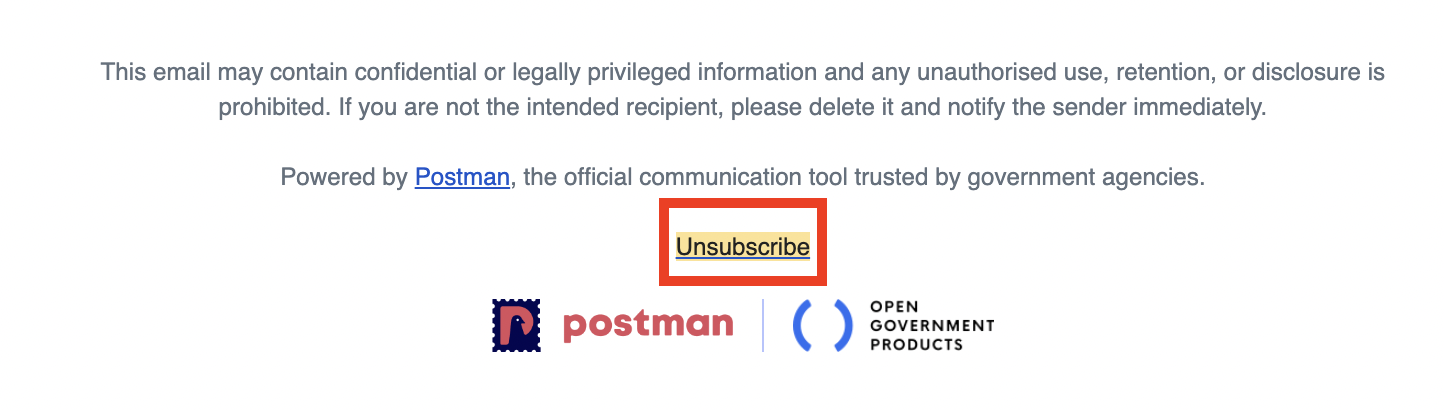 This email may contain confidential or legally privileged information and any unauthorised use, retention, or disclosure is
prohibited. If you are not the intended recipient, please delete it and notify the sender immediately.
Powered by Postman, the official communication tool trusted by government agencies.
Unsubscribe
postman
OPEN
GOVERNMENT
PRODUCTS